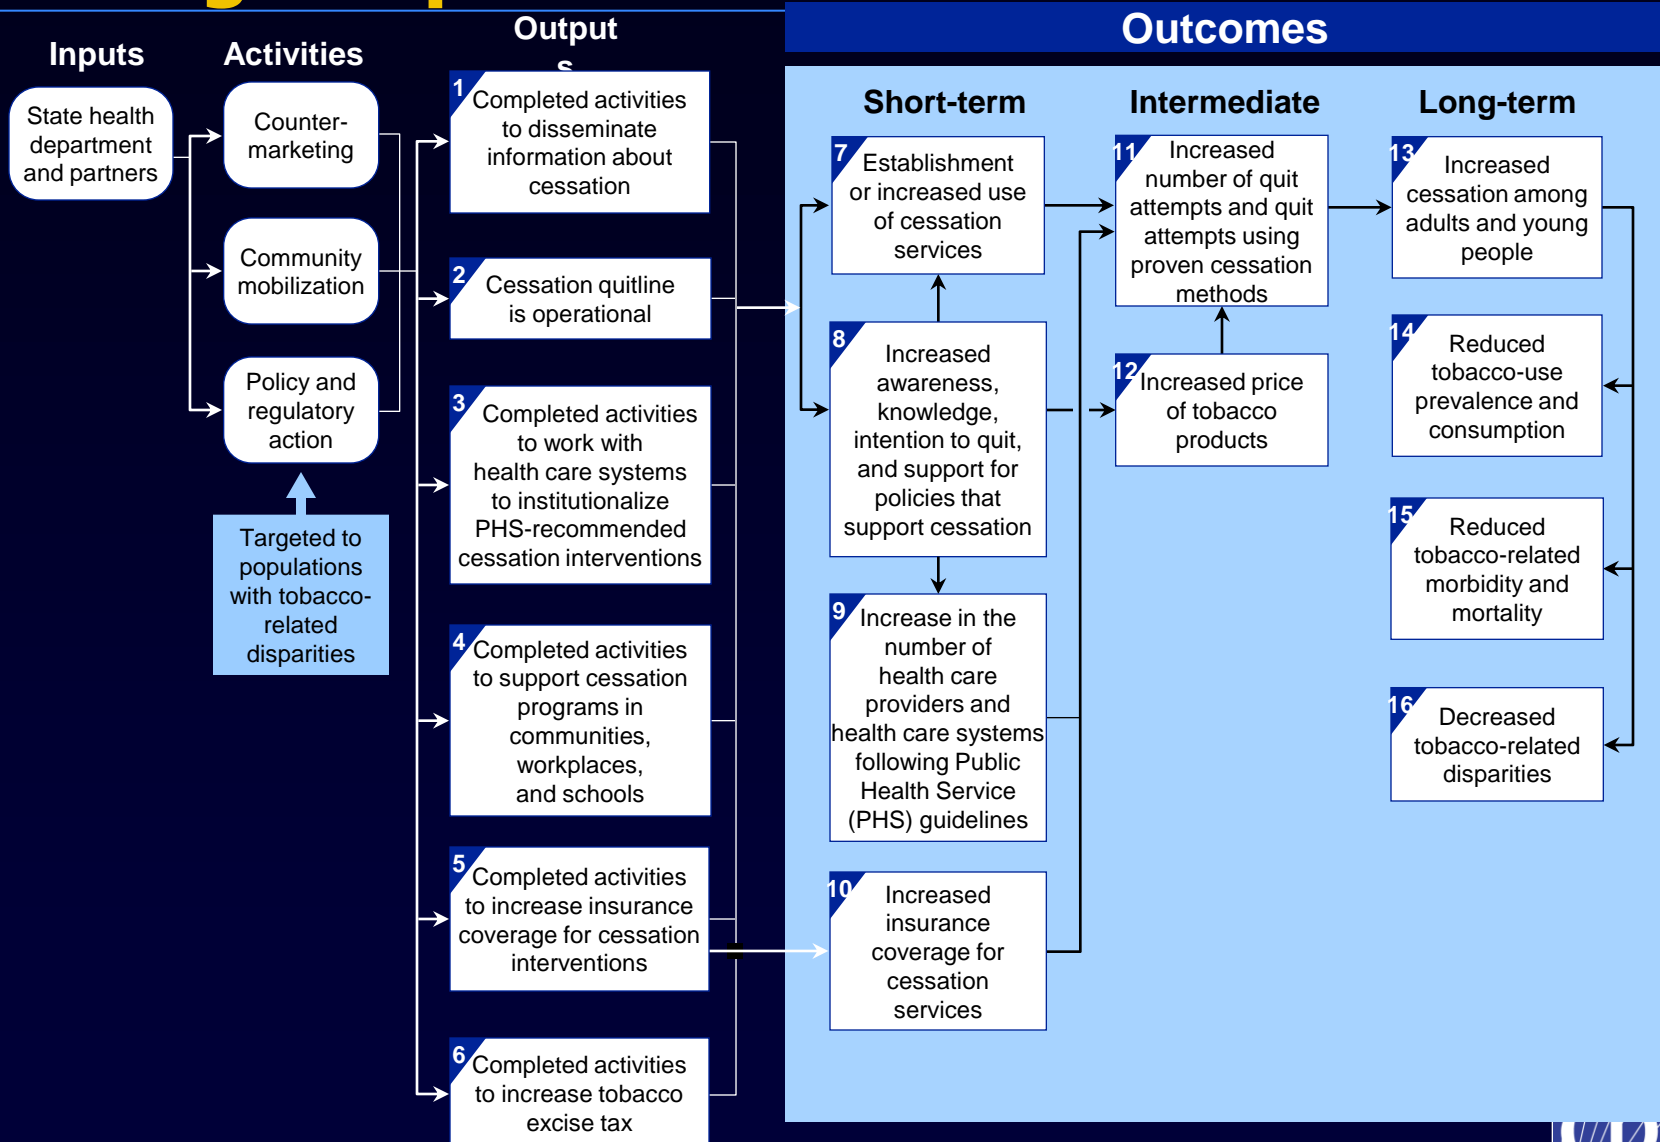 Inputs
State health
department
and partners
Activities
Counter-
marketing
Community
mobilization
Policy and
regulatory
action
Targeted to
populations
with tobacco-
related
disparities
Output
s
1
Completed activities
to disseminate
information about
cessation
2
Cessation quitline
is operational
3
Completed activities
to work with
health care systems
to institutionalize
PHS-recommended
cessation interventions
4
Completed activities
to support cessation
programs in
communities,
workplaces,
and schools
5
Completed activities
to increase insurance
coverage for cessation
interventions
6
Completed activities
to increase tobacco
excise tax
Outcomes
Short-term
7
Establishment
or increased use
of cessation
services
8
Increased
awareness,
knowledge,
intention to quit,
and support for
policies that
support cessation
9
Increase in the
number of
health care
providers and
health care systems
following Public
Health Service
(PHS) guidelines
10
Increased
insurance
coverage for
cessation
services
Intermediate
11
Increased
number of quit
attempts and quit
attempts using
proven cessation
methods
12
Increased price
of tobacco
products
Long-term
13
Increased
cessation among
adults and young
people
14
Reduced
tobacco-use
prevalence and
consumption
15
Reduced
tobacco-related
morbidity and
mortality
16
Decreased
tobacco-related
disparities